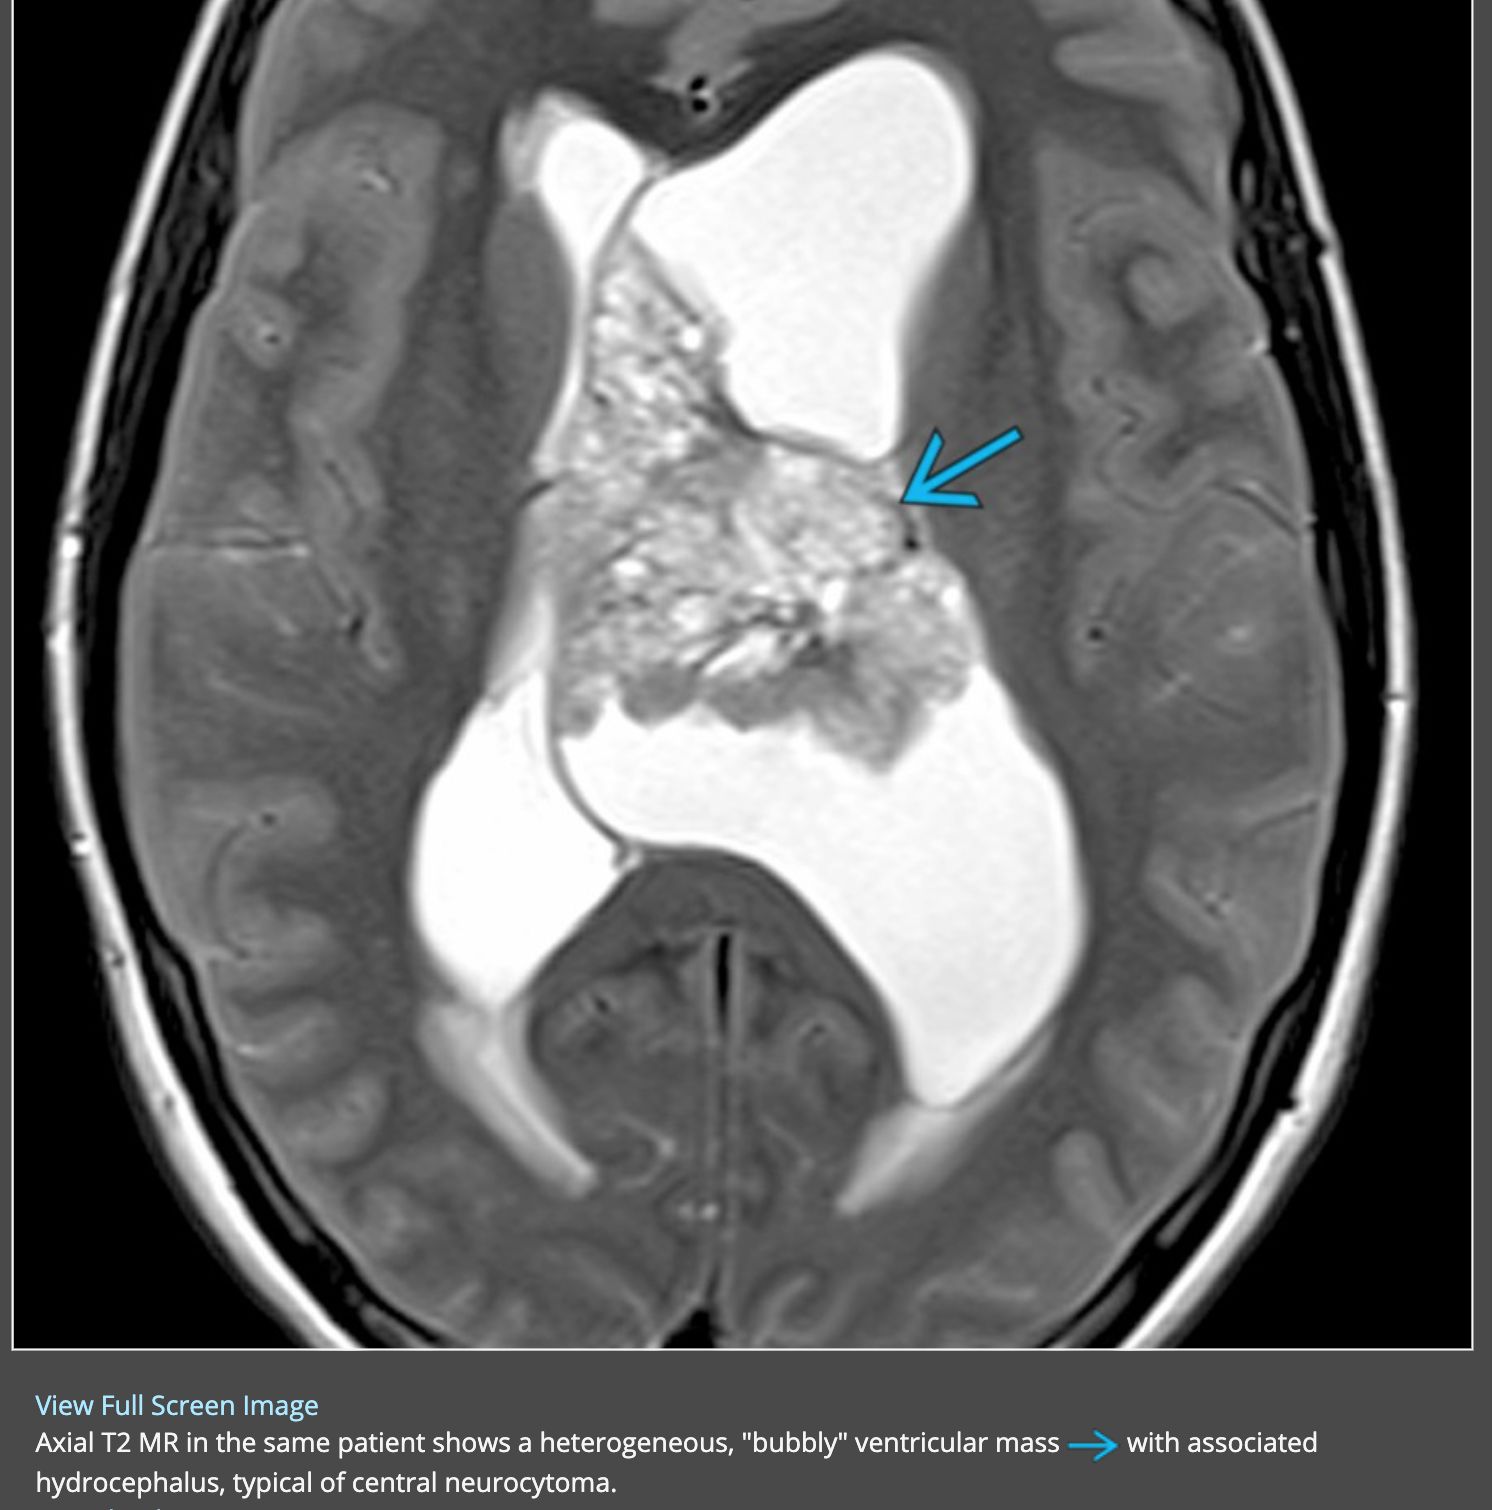 View Full Screen Image
Axial T2 MR in the same patient shows a heterogeneous, "bubbly" ventricular mass → with associated
hydrocephalus, typical of central neurocytoma.